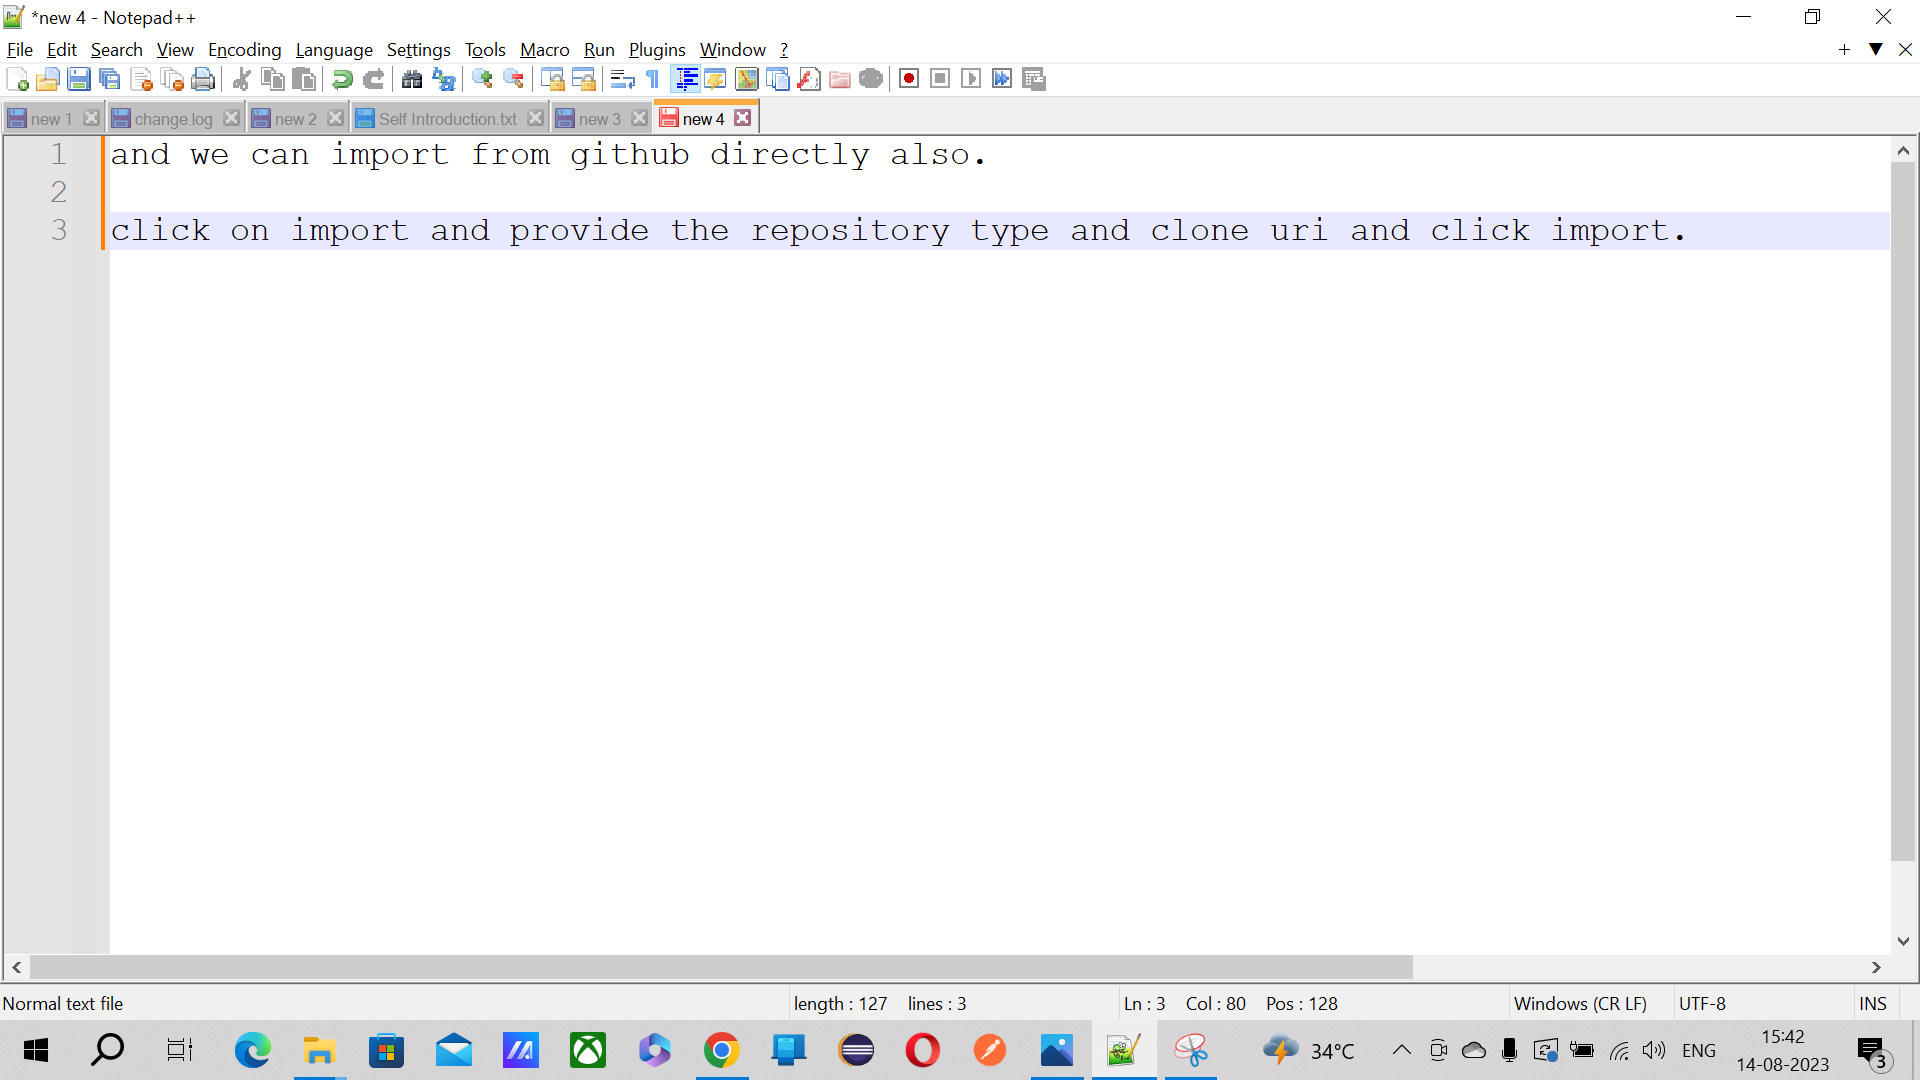 *new 4 - Notepad++
File Edit Search View Encoding Language Settings Tools Macro Run Plugins Window ?
new 1 change.log new 2 Self Introduction.txt new 3 new 4
1 and we can import from github directly also.
2
3 click on import and provide the repository type and clone uri and click import.
Normal text file length : 127 lines : 3 Ln : 3 Col : 80 Pos : 128 Windows (CR LF) UTF-8 INS
34°C ENG 15:42
14-08-2023 3